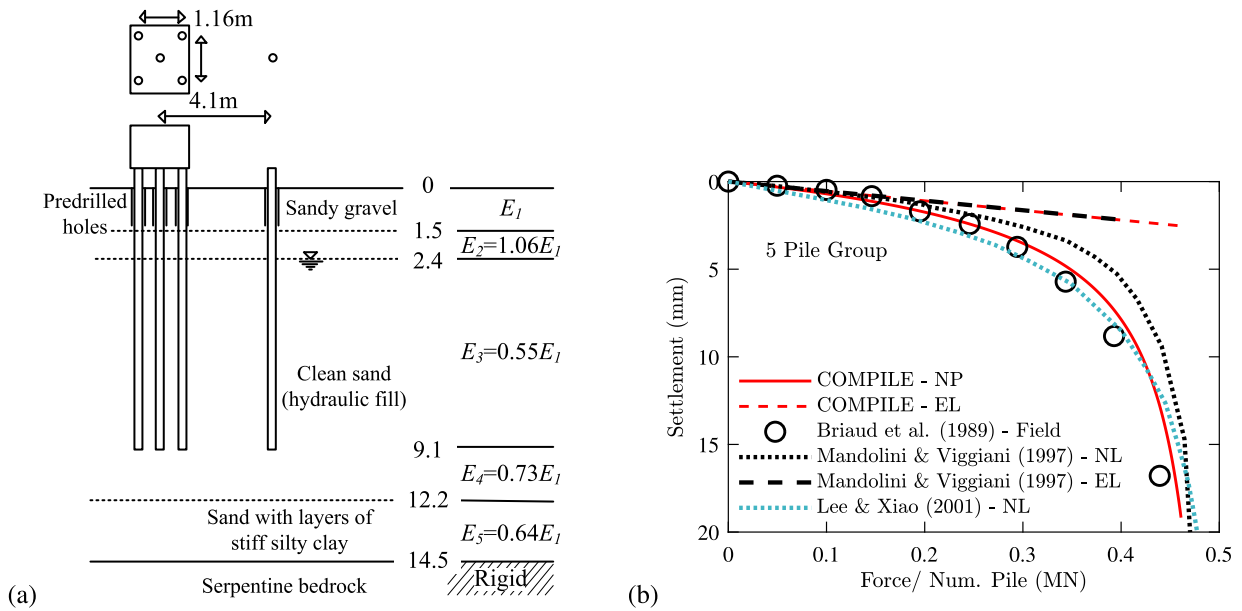 1.16m
4.1m
Predrilled
holes
Sandy gravel
Clean sand
(hydraulic fill)
Sand with layers of
stiff silty clay
Serpentine bedrock
0
1.5
2.4
9.1
12.2
14.5
E1
E2=1.06E1
E3=0.55E1
E4=0.73E1
E5=0.64E1
Rigid
(a)
5 Pile Group
COMPILE - NP
COMPILE - EL
Briaud et al. (1989) - Field
Mandolini & Viggiani (1997) - NL
Mandolini & Viggiani (1997) - EL
Lee & Xiao (2001) - NL
Settlement (mm)
0
5
10
15
20
0 0.1 0.2 0.3 0.4 0.5
Force/ Num. Pile (MN)
(b)